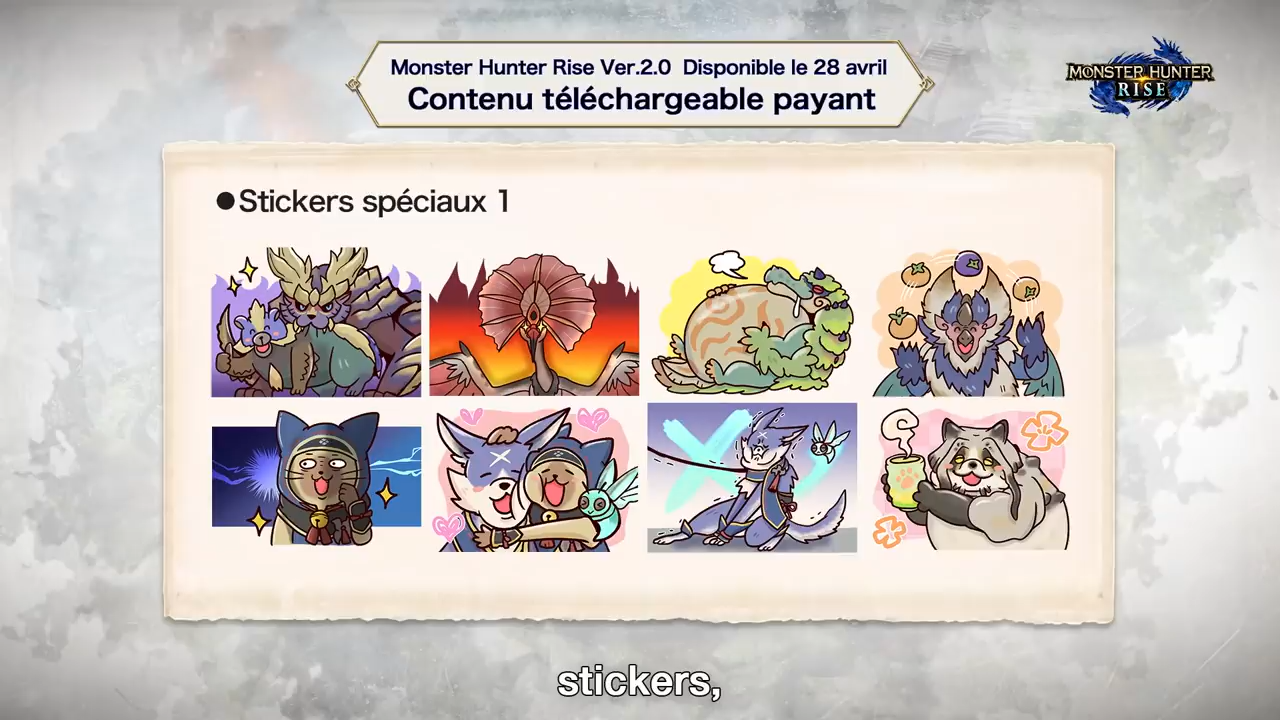 Monster Hunter Rise Ver.2.0 Disponible le 28 avril
Contenu téléchargeable payant
MONSTER HUNTER
RISE
●Stickers spéciaux 1
stickers,